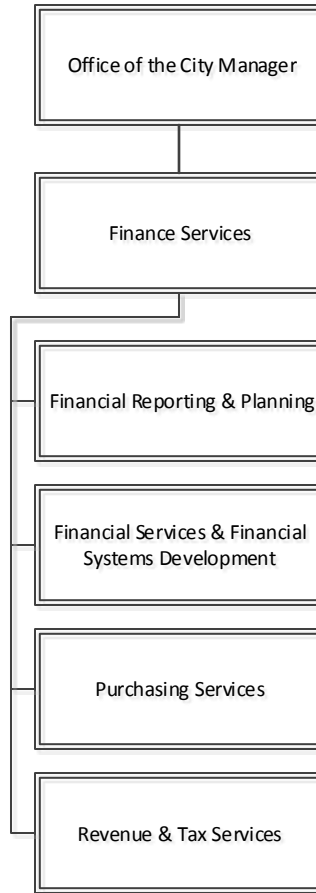 Office of the City Manager
Finance Services
Financial Reporting & Planning
Financial Services & Financial
Systems Development
Purchasing Services
Revenue & Tax Services